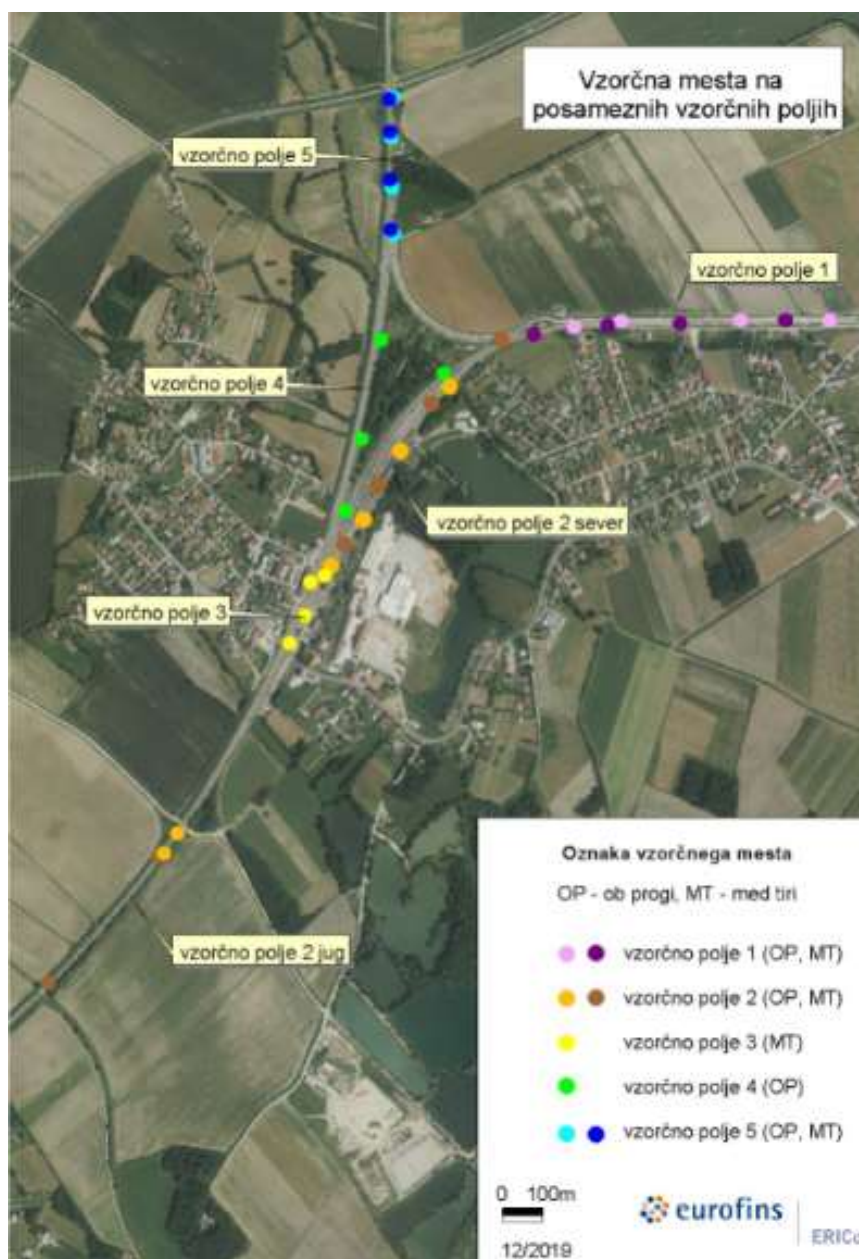 Vzorčna mesta na
posameznih vzorčnih poljih
vzorčno polje 5
vzorčno polje 1
vzorčno polje 4
vzorčno polje 2 sever
vzorčno polje 3
vzorčno polje 2 jug
Oznaka vzorčnega mesta
OP - ob progi, MT - med tiri
vzorčno polje 1 (OP, MT)
vzorčno polje 2 (OP, MT)
vzorčno polje 3 (MT)
vzorčno polje 4 (OP)
vzorčno polje 5 (OP, MT)
0 100m
12/2019
eurofins